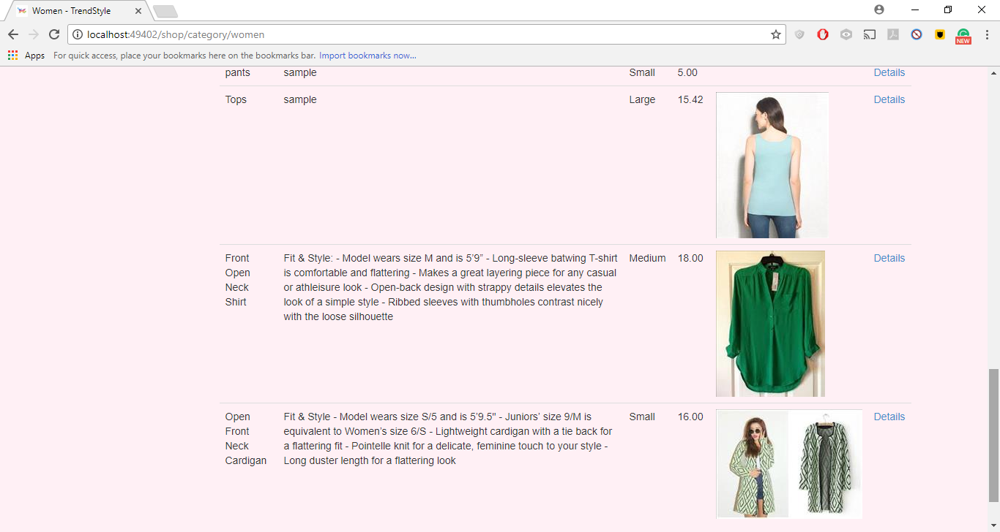 Women - TrendStyle
localhost:49402/shop/category/women
NEW
Apps For quick access, place your bookmarks here on the bookmarks bar. Import bookmarks now...
pants sample Small 5.00 Details
Tops sample Large 15.42 Details
Front Fit & Style: - Model wears size M and is 5’9” - Long-sleeve batwing T-shirt Medium 18.00 Details
Open is comfortable and flattering - Makes a great layering piece for any casual
Neck or athleisure look - Open-back design with strappy details elevates the
Shirt look of a simple style - Ribbed sleeves with thumbholes contrast nicely
with the loose silhouette
Open Fit & Style - Model wears size S/5 and is 5’9.5" - Juniors’ size 9/M is Small 16.00 Details
Front equivalent to Women’s size 6/S - Lightweight cardigan with a tie back for
Neck a flattering fit - Pointelle knit for a delicate, feminine touch to your style -
Cardigan Long duster length for a flattering look